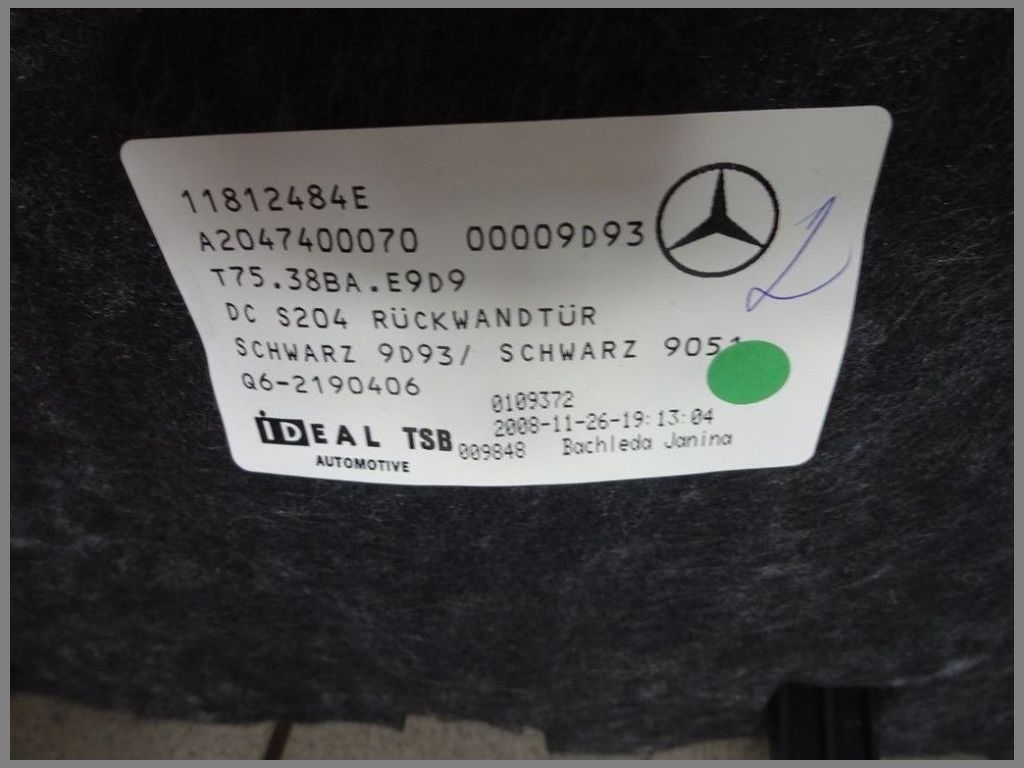 11812484E
A2047400070 00009D93
T75.38BA.E9D9
DC S204 RÜCKWANDTÜR
SCHWARZ 9D93/ SCHWARZ 9051
Q6-2190406
0109372
2008-11-26-19:13:04
iDEAL TSB 009848 Bachleda Janina
AUTOMOTIVE